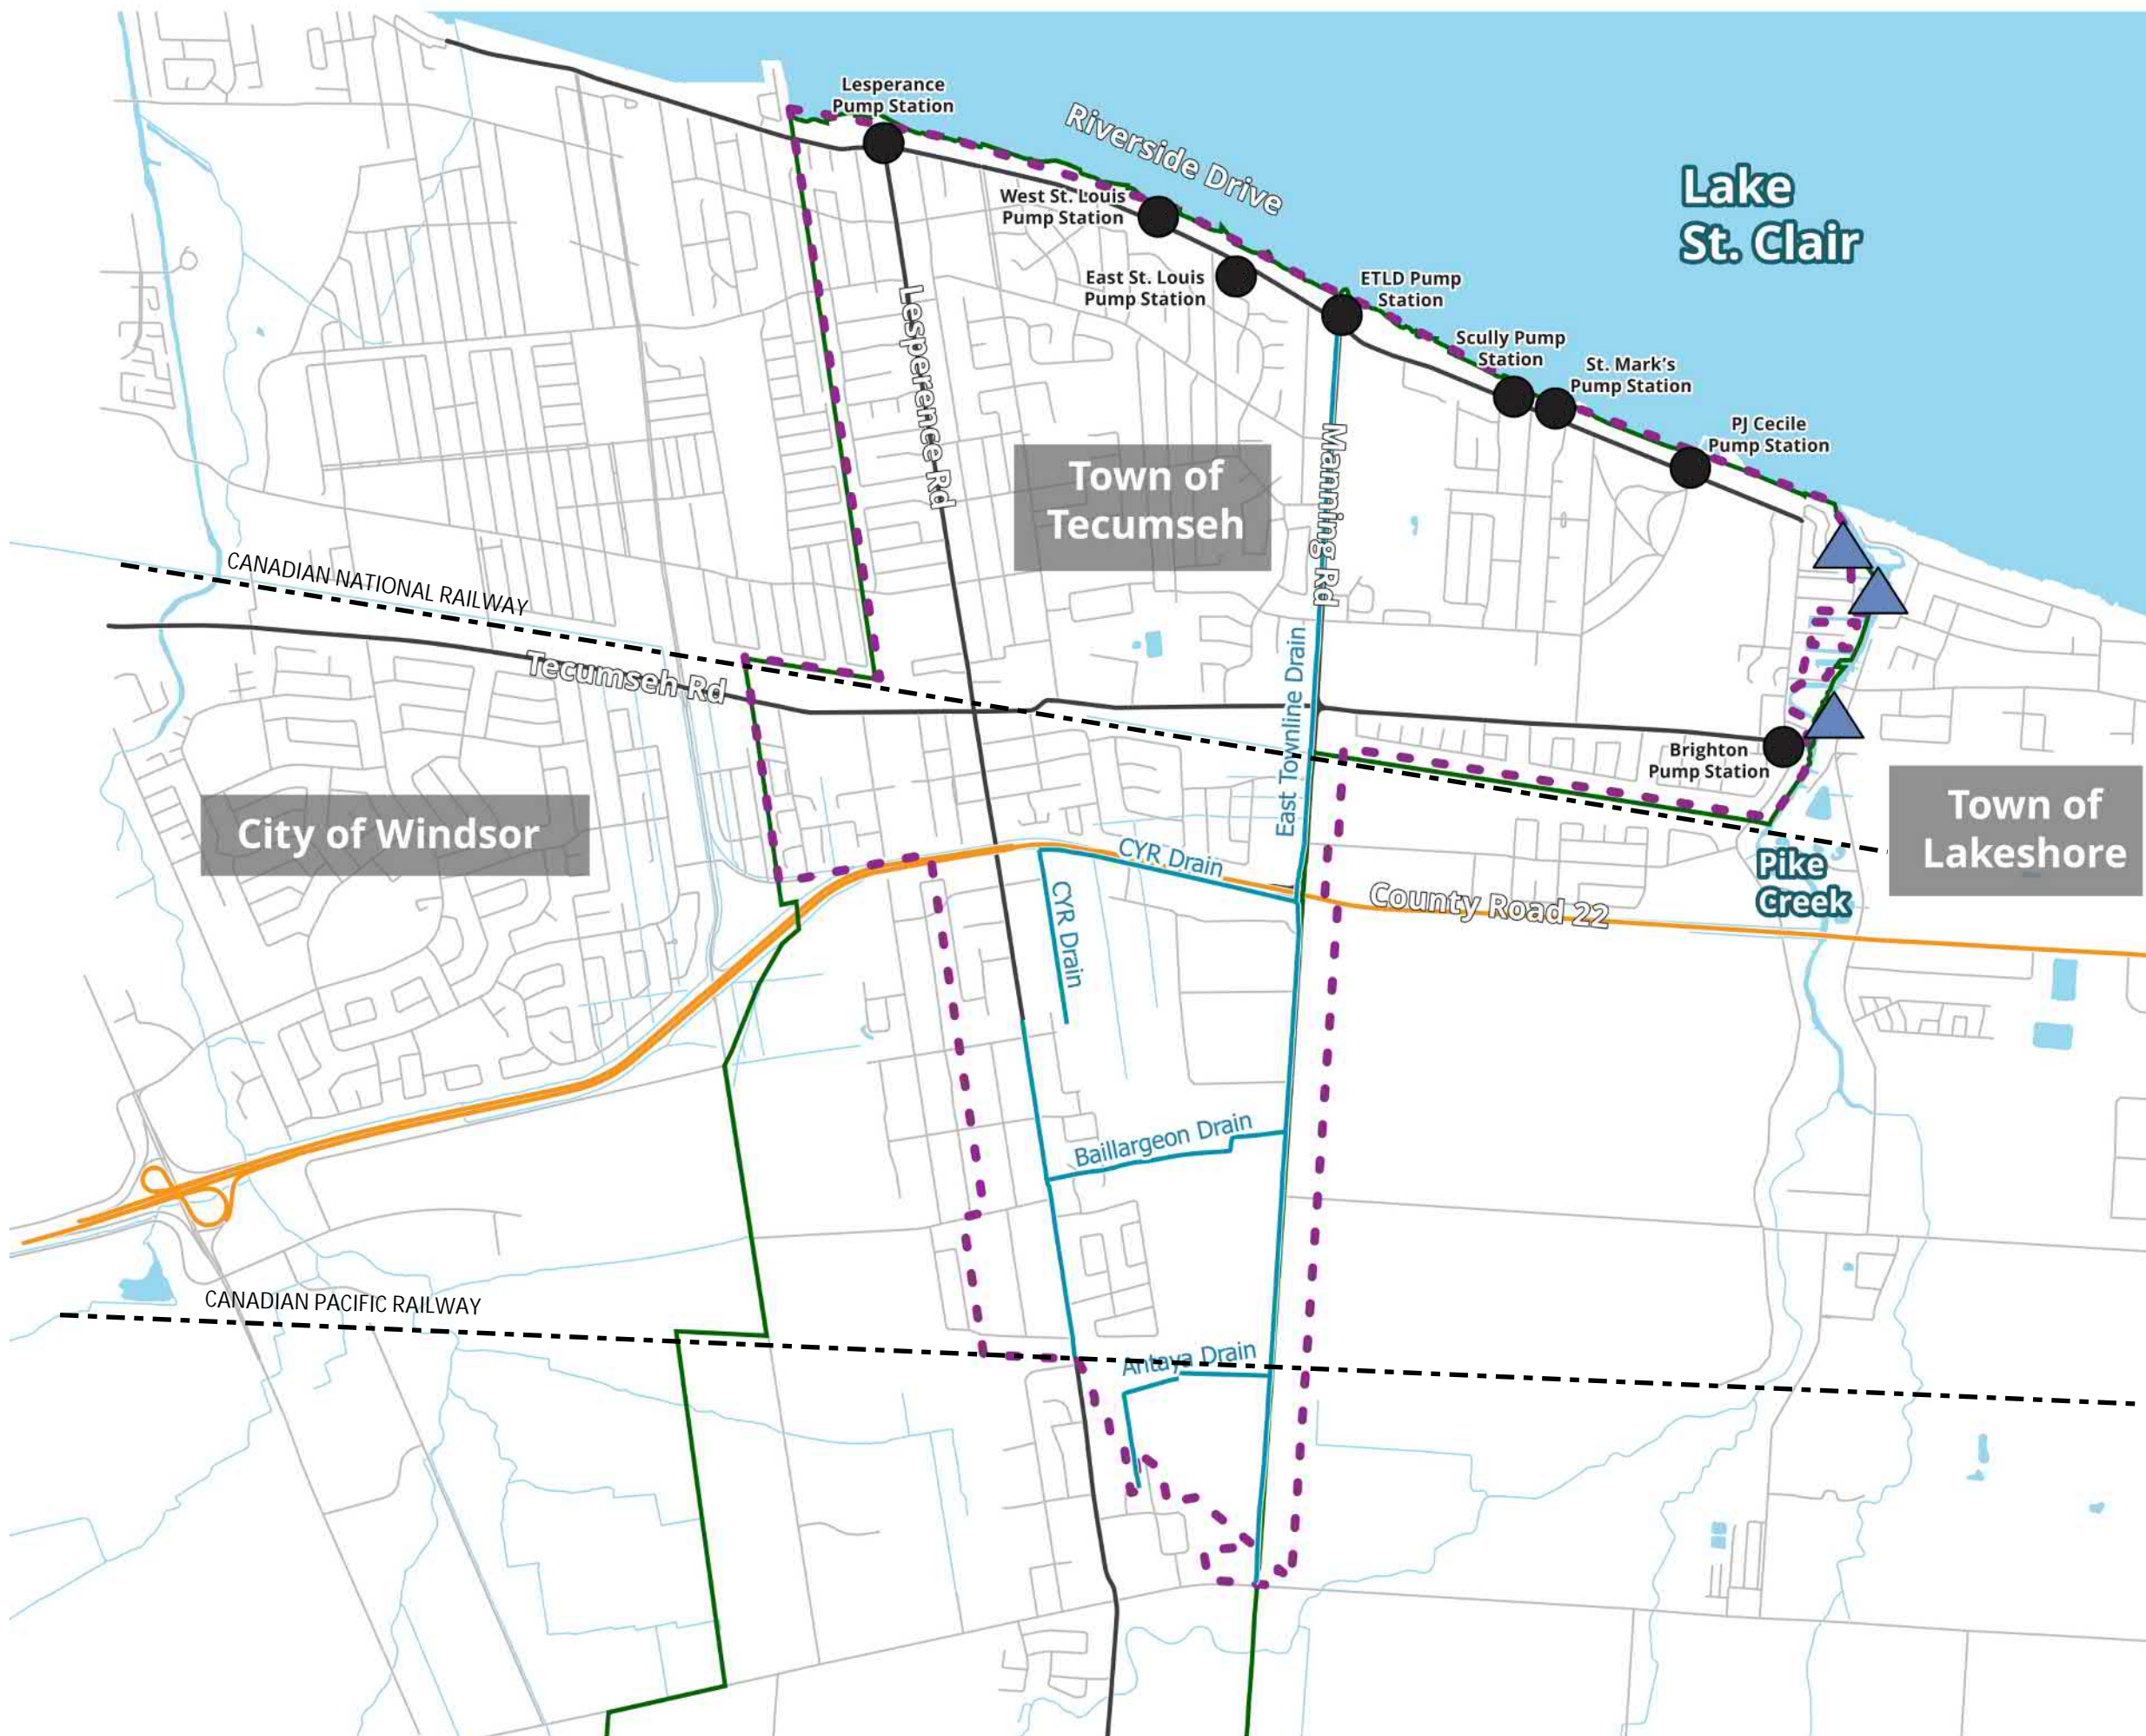 Lesperance
Pump Station
Riverside Drive
Lake
St. Clair
West St. Louis
Pump Station
East St. Louis
Pump Station
ETLD Pump
Station
Scully Pump
Station
St. Mark's
Pump Station
PJ Cecile
Pump Station
Lesperence Rd
Manning Rd
Town of
Tecumseh
CANADIAN NATIONAL RAILWAY
Tecumseh Rd
East Townline Drain
Brighton
Pump Station
City of Windsor
Town of
Lakeshore
CYR Drain
Pike
Creek
County Road 22
CYR Drain
Baillargeon Drain
CANADIAN PACIFIC RAILWAY
Antaya Drain